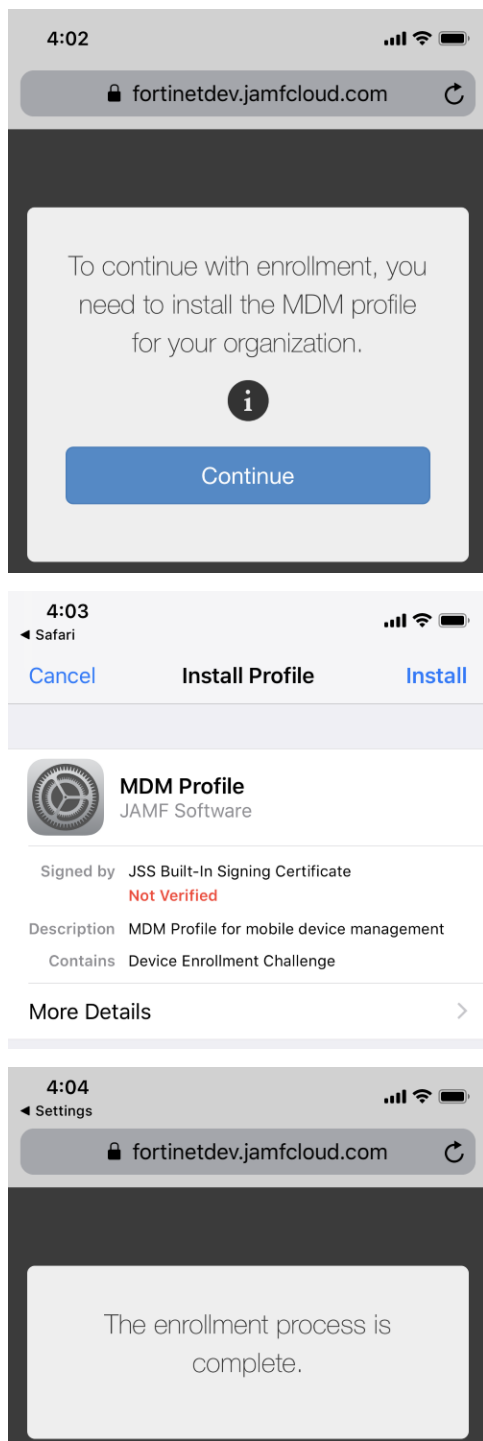 4:02
fortinetdev.jamfcloud.com
To continue with enrollment, you
need to install the MDM profile
for your organization.
i
Continue
4:03
◀ Safari
Cancel Install Profile Install
MDM Profile
JAMF Software
Signed by JSS Built-In Signing Certificate
Not Verified
Description MDM Profile for mobile device management
Contains Device Enrollment Challenge
More Details
4:04
◀ Settings
fortinetdev.jamfcloud.com
The enrollment process is
complete.